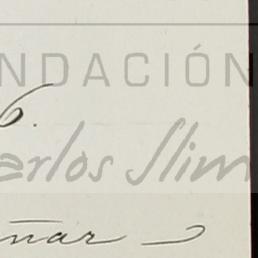 NDACIÓN
6.
arlos Slim
ñar